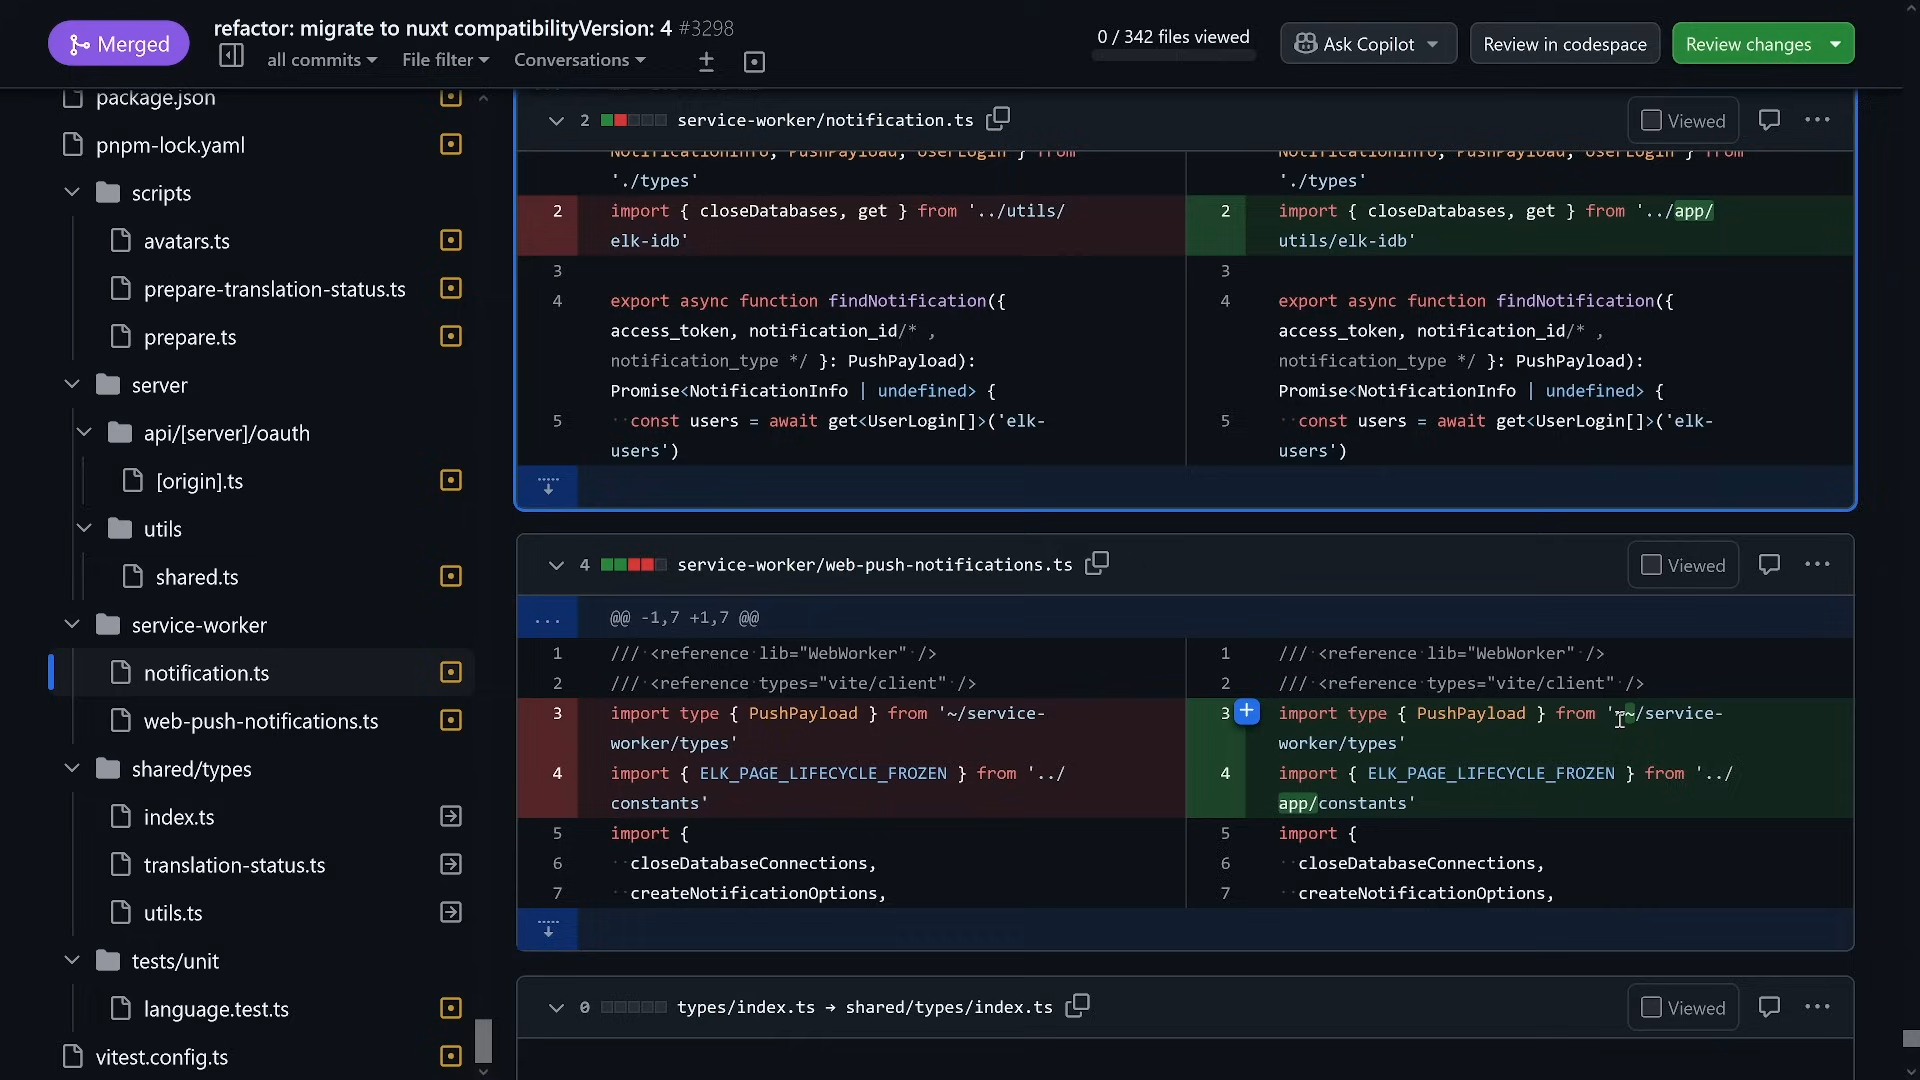 Merged
refactor: migrate to nuxt compatibilityVersion: 4 #3298
all commits
File filter
Conversations
0 / 342 files viewed
Ask Copilot
Review in codespace
Review changes
package.json
pnpm-lock.yaml
scripts
avatars.ts
prepare-translation-status.ts
prepare.ts
server
api/[server]/oauth
[origin].ts
utils
shared.ts
service-worker
notification.ts
web-push-notifications.ts
shared/types
index.ts
translation-status.ts
utils.ts
tests/unit
language.test.ts
vitest.config.ts
2 service-worker/notification.ts
Viewed
NotificationInfo, PushPayload, UserLogin } from
'./types'
2 import { closeDatabases, get } from '../utils/
elk-idb'
3
4 export async function findNotification({
access_token, notification_id/* ,
notification_type */ }: PushPayload):
Promise<NotificationInfo | undefined> {
5 ··const users = await get<UserLogin[]>('elk-
users')
NotificationInfo, PushPayload, UserLogin } from
'./types'
2 import { closeDatabases, get } from '../app/
utils/elk-idb'
3
4 export async function findNotification({
access_token, notification_id/* ,
notification_type */ }: PushPayload):
Promise<NotificationInfo | undefined> {
5 ··const users = await get<UserLogin[]>('elk-
users')
4 service-worker/web-push-notifications.ts
Viewed
... @@ -1,7 +1,7 @@
1 /// <reference lib="WebWorker" />
2 /// <reference types="vite/client" />
3 import type { PushPayload } from '~/service-
worker/types'
4 import { ELK_PAGE_LIFECYCLE_FROZEN } from '../
constants'
5 import {
6 ··closeDatabaseConnections,
7 ··createNotificationOptions,
1 /// <reference lib="WebWorker" />
2 /// <reference types="vite/client" />
3 import type { PushPayload } from '~~/service-
worker/types'
4 import { ELK_PAGE_LIFECYCLE_FROZEN } from '../
app/constants'
5 import {
6 ··closeDatabaseConnections,
7 ··createNotificationOptions,
0 types/index.ts → shared/types/index.ts
Viewed